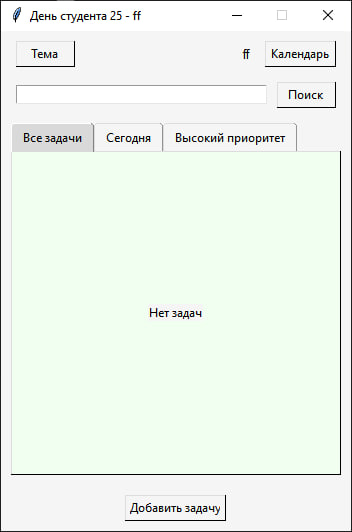 День студента 25 - ff
Тема
ff
Календарь
Поиск
Все задачи
Сегодня
Высокий приоритет
Нет задач
Добавить задачу